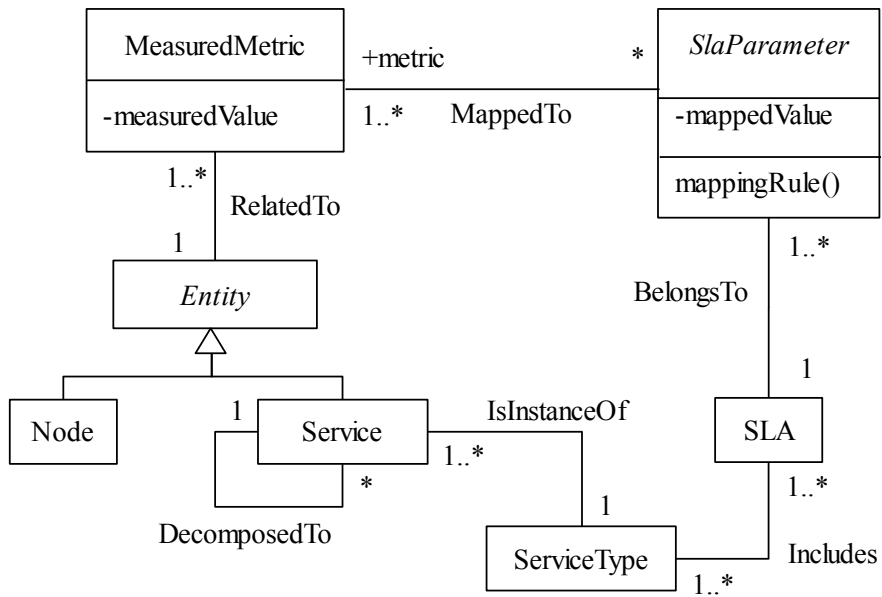 MeasuredMetric
-measuredValue
+metric
*
1..*
MappedTo
SlaParameter
-mappedValue
mappingRule()
1..*
RelatedTo
1
1..*
BelongsTo
1
Entity
Node
1
Service
*
DecomposedTo
IsInstanceOf
1..*
1
SLA
1..*
ServiceType
1..*
Includes